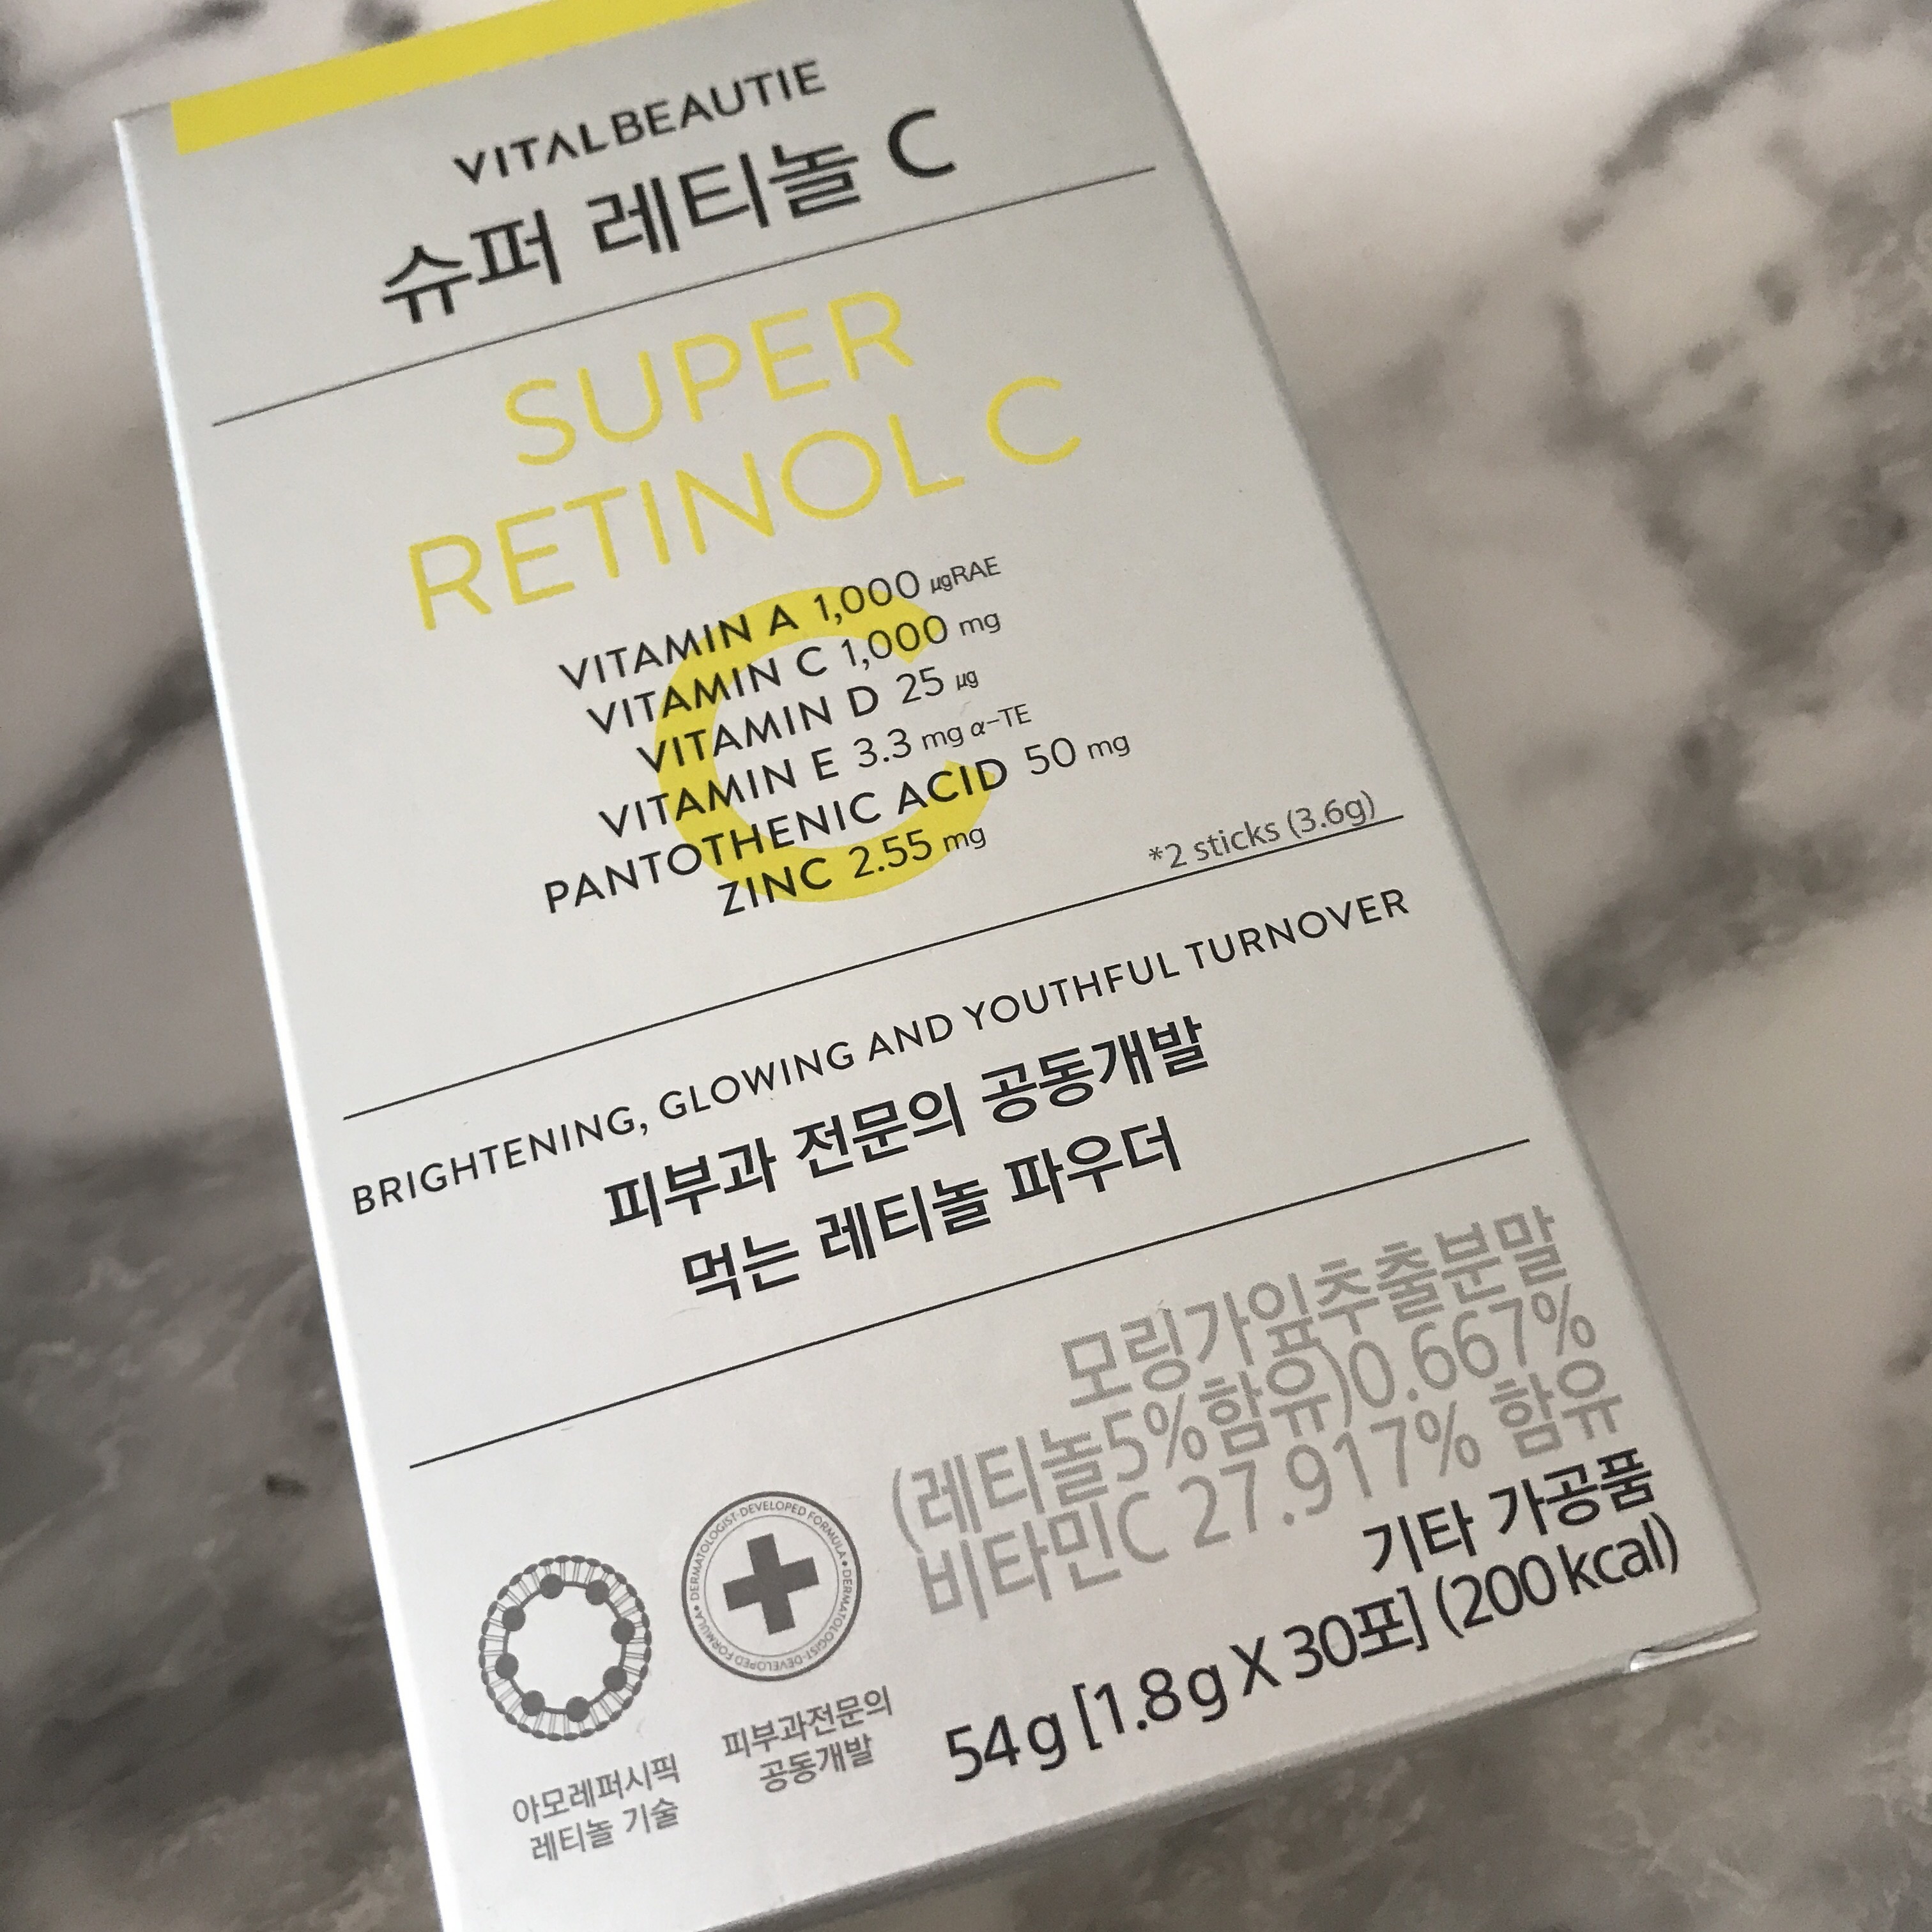 VITALBEAUTIE
슈퍼 레티놀 C
SUPER
RETINOL C
VITAMIN A 1,000 μgRAE
VITAMIN C 1,000 mg
VITAMIN D 25 μg
VITAMIN E 3.3 mg α-TE
PANTOTHENIC ACID 50 mg
ZINC 2.55 mg
*2 sticks (3.6g)
BRIGHTENING, GLOWING AND YOUTHFUL TURNOVER
피부과 전문의 공동개발
먹는 레티놀 파우더
모링가잎추출분말
(레티놀5%함유)0.667%
비타민C 27.917% 함유
기타 가공품
54g [1.8g X 30포] (200 kcal)
DERMATOLOGIST-DEVELOPED FORMULA • DERMATOLOGIST-DEVELOPED FORMULA •
아모레퍼시픽
레티놀 기술
피부과전문의
공동개발